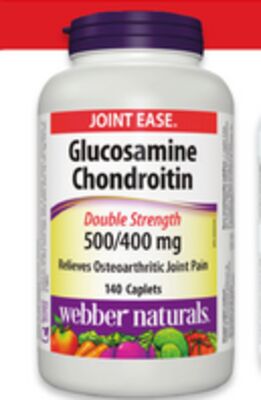 JOINT EASE.
Glucosamine
Chondroitin
Double Strength
500/400 mg
Relieves Osteoarthritic Joint Pain
140 Caplets
webber naturals.